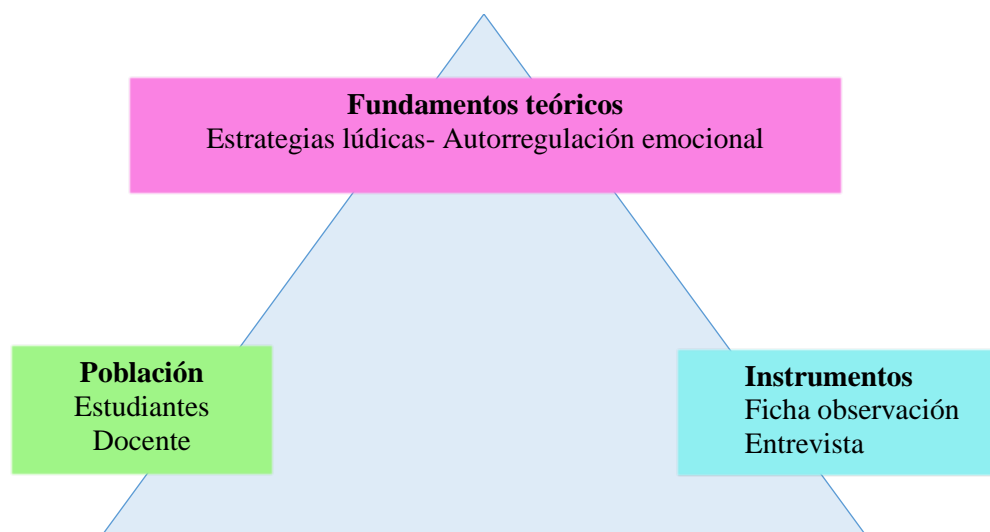 Fundamentos teóricos
Estrategias lúdicas- Autorregulación emocional
Población
Estudiantes
Docente
Instrumentos
Ficha observación
Entrevista